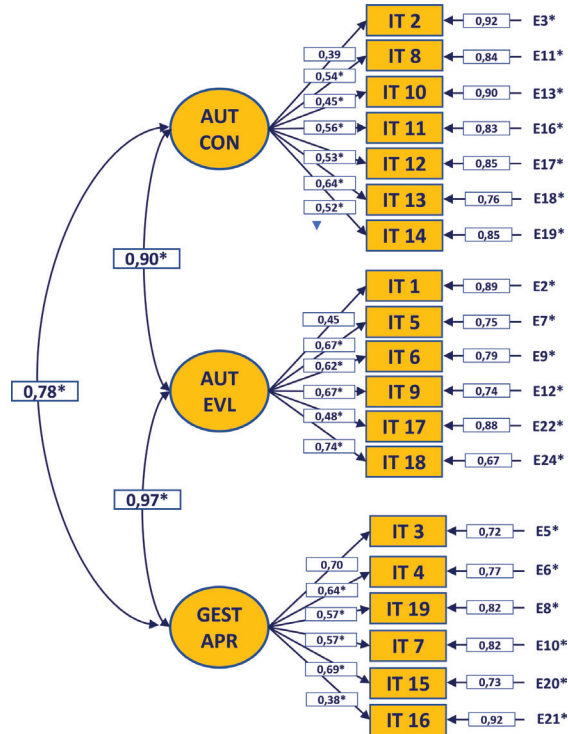 IT 2 0,92 E3*
0,39
IT 8 0,84 E11*
0,54*
IT 10 0,90 E13*
0,45*
AUT
CON
IT 11 0,83 E16*
0,56*
IT 12 0,85 E17*
0,53*
IT 13 0,76 E18*
0,64*
0,52*
IT 14 0,85 E19*
0,90*
IT 1 0,89 E2*
0,45
IT 5 0,75 E7*
0,67*
IT 6 0,79 E9*
0,62*
AUT
EVL
0,78*
IT 9 0,74 E12*
0,67*
IT 17 0,88 E22*
0,48*
IT 18 0,67 E24*
0,74*
0,97*
IT 3 0,72 E5*
0,70
IT 4 0,77 E6*
0,64*
IT 19 0,82 E8*
0,57*
GEST
APR
IT 7 0,82 E10*
0,57*
IT 15 0,73 E20*
0,69*
0,38*
IT 16 0,92 E21*